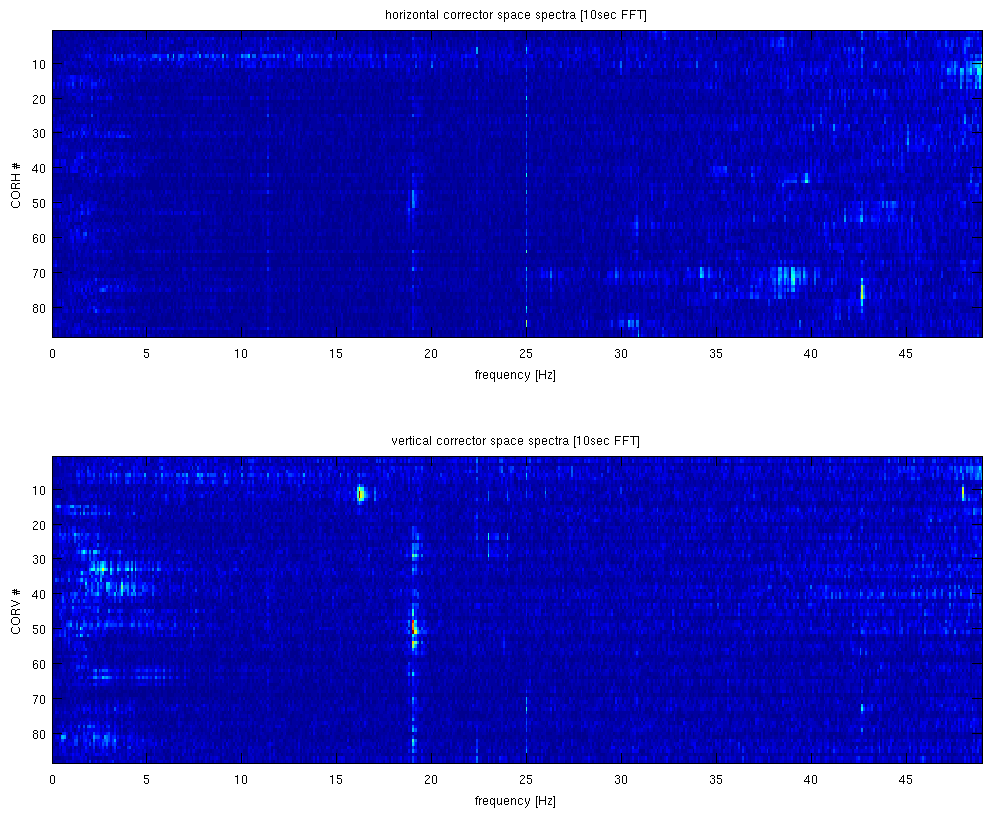 horizontal corrector space spectra [10sec FFT]
10
20
30
40
50
60
70
80
CORH #
0 5 10 15 20 25 30 35 40 45
frequency [Hz]
vertical corrector space spectra [10sec FFT]
10
20
30
40
50
60
70
80
CORV #
0 5 10 15 20 25 30 35 40 45
frequency [Hz]